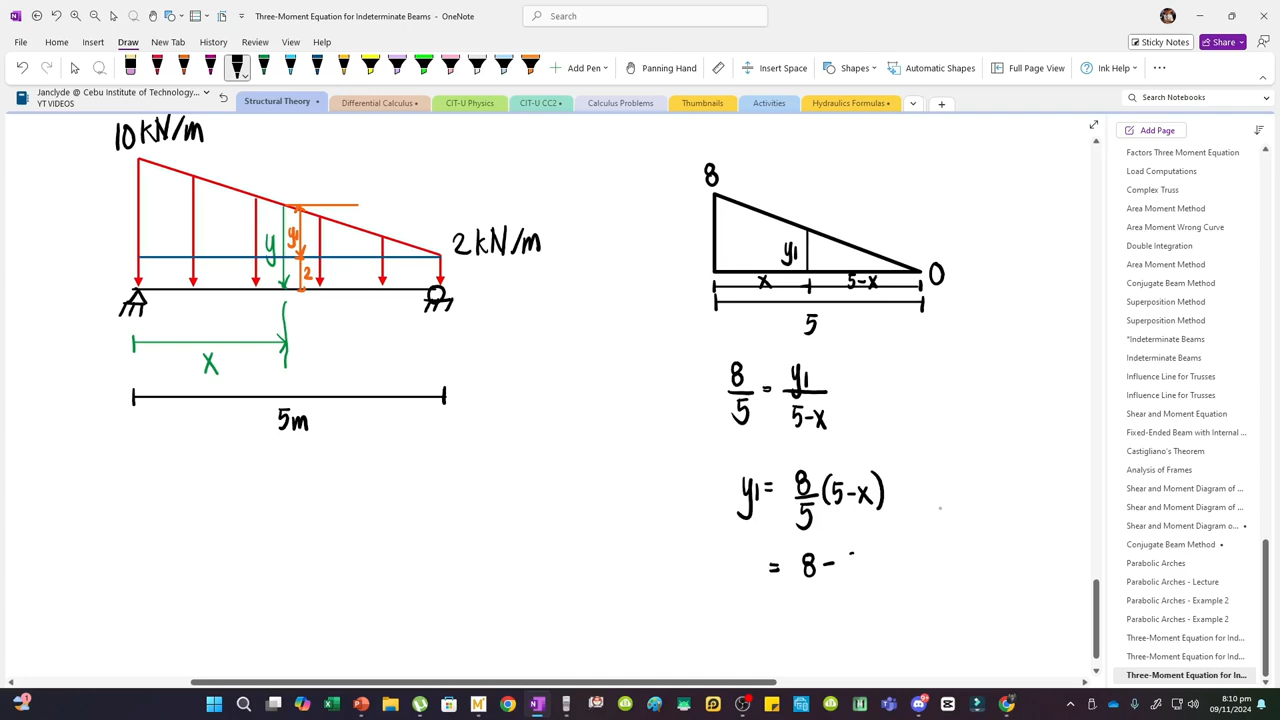 Three-Moment Equation for Indeterminate Beams - OneNote
Search
File Home Insert Draw New Tab History Review View Help
Sticky Notes
Share
Add Pen
Panning Hand
Insert Space
Shapes
Automatic Shapes
Full Page View
Ink Help
Janclyde @ Cebu Institute of Technology...
YT VIDEOS
Structural Theory
Differential Calculus
CIT-U Physics
CIT-U CC2
Calculus Problems
Thumbnails
Activities
Hydraulics Formulas
Search Notebooks
Add Page
Factors Three Moment Equation
Load Computations
Complex Truss
Area Moment Method
Area Moment Wrong Curve
Double Integration
Area Moment Method
Conjugate Beam Method
Superposition Method
Superposition Method
*Indeterminate Beams
Indeterminate Beams
Influence Line for Trusses
Influence Line for Trusses
Shear and Moment Equation
Fixed-Ended Beam with Internal ...
Castigliano's Theorem
Analysis of Frames
Shear and Moment Diagram of ...
Shear and Moment Diagram of ...
Shear and Moment Diagram o...
Conjugate Beam Method
Parabolic Arches
Parabolic Arches - Lecture
Parabolic Arches - Example 2
Parabolic Arches - Example 2
Three-Moment Equation for Ind...
Three-Moment Equation for Ind...
Three-Moment Equation for In...
10 kN/m
y
y1
2
2 kN/m
x
5m
8
y1
x
5-x
0
5
8/5 = y1/5-x
y1 = 8/5 (5-x)
= 8 -
8:10 pm
09/11/2024